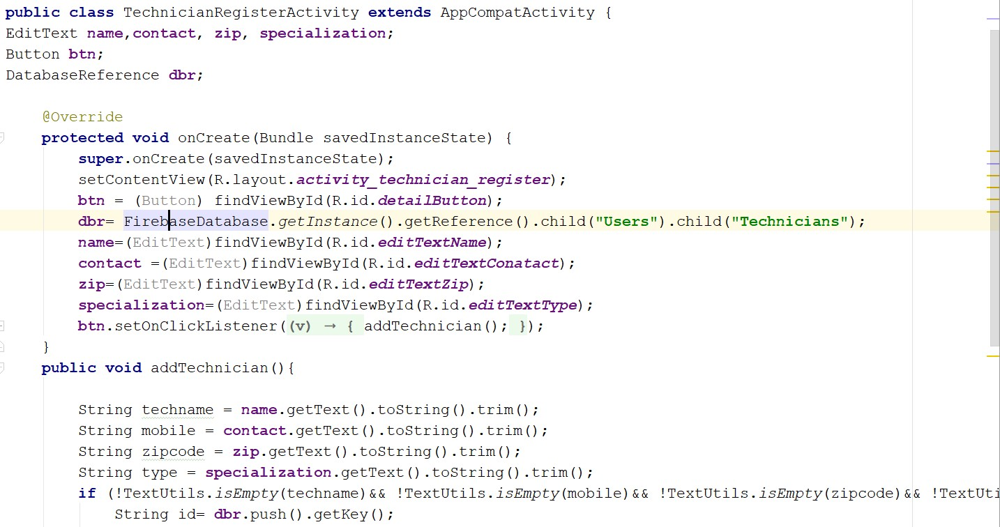 public class TechnicianRegisterActivity extends AppCompatActivity {
EditText name,contact, zip, specialization;
Button btn;
DatabaseReference dbr;
@Override
protected void onCreate(Bundle savedInstanceState) {
super.onCreate(savedInstanceState);
setContentView(R.layout.activity_technician_register);
btn = (Button) findViewById(R.id.detailButton);
dbr= FirebaseDatabase.getInstance().getReference().child("Users").child("Technicians");
name=(EditText)findViewById(R.id.editTextName);
contact =(EditText)findViewById(R.id.editTextConatact);
zip=(EditText)findViewById(R.id.editTextZip);
specialization=(EditText)findViewById(R.id.editTextType);
btn.setOnClickListener((v) → { addTechnician(); });
}
public void addTechnician(){
String techname = name.getText().toString().trim();
String mobile = contact.getText().toString().trim();
String zipcode = zip.getText().toString().trim();
String type = specialization.getText().toString().trim();
if (!TextUtils.isEmpty(techname)&& !TextUtils.isEmpty(mobile)&& !TextUtils.isEmpty(zipcode)&& !TextUti
String id= dbr.push().getKey();